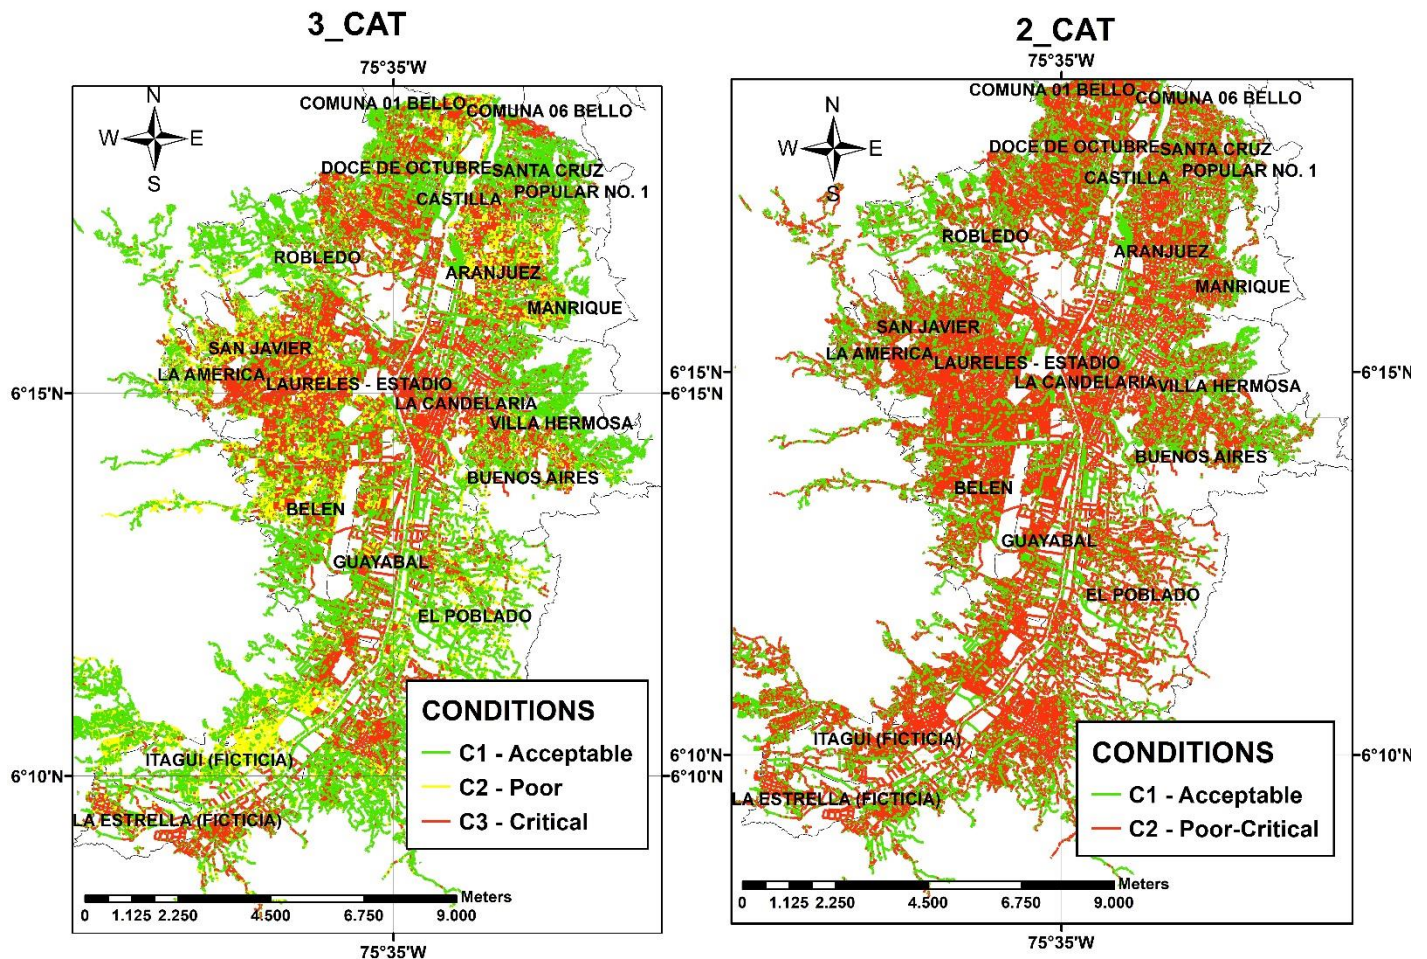 3_CAT
75°35'W
N
W E
S
COMUNA 01 BELLO
COMUNA 06 BELLO
DOCE DE OCTUBRE
SANTA CRUZ
POPULAR NO. 1
CASTILLA
ROBLEDO
ARANJUEZ
MANRIQUE
SAN JAVIER
LA AMERICA
LAURELES - ESTADIO
6°15'N
6°15'N
LA CANDELARIA
VILLA HERMOSA
BUENOS AIRES
BELEN
GUAYABAL
EL POBLADO
CONDITIONS
C1 - Acceptable
C2 - Poor
C3 - Critical
ITAGUI (FICTICIA)
6°10'N
6°10'N
LA ESTRELLA (FICTICIA)
Meters
0 1.125 2.250 4.500 6.750 9.000
75°35'W
2_CAT
75°35'W
N
W E
S
COMUNA 01 BELLO
COMUNA 06 BELLO
DOCE DE OCTUBRE
SANTA CRUZ
POPULAR NO. 1
CASTILLA
ROBLEDO
ARANJUEZ
MANRIQUE
SAN JAVIER
LA AMERICA
LAURELES - ESTADIO
6°15'N
6°15'N
LA CANDELARIA
VILLA HERMOSA
BUENOS AIRES
BELEN
GUAYABAL
EL POBLADO
CONDITIONS
C1 - Acceptable
C2 - Poor-Critical
ITAGUI (FICTICIA)
6°10'N
6°10'N
LA ESTRELLA (FICTICIA)
Meters
0 1.125 2.250 4.500 6.750 9.000
75°35'W